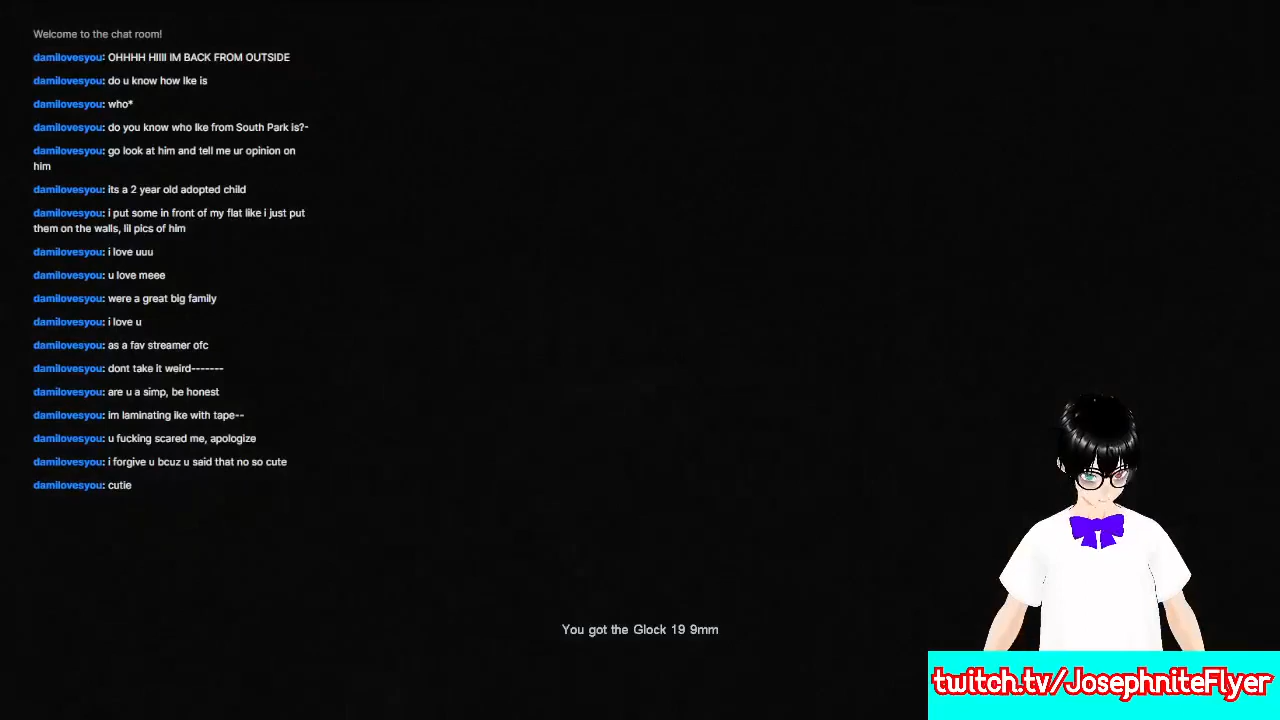 Welcome to the chat room!
damilovesyou: OHHHH HIIII IM BACK FROM OUTSIDE
damilovesyou: do u know how Ike is
damilovesyou: who*
damilovesyou: do you know who Ike from South Park is?-
damilovesyou: go look at him and tell me ur opinion on
him
damilovesyou: its a 2 year old adopted child
damilovesyou: i put some in front of my flat like i just put
them on the walls, lil pics of him
damilovesyou: i love uuu
damilovesyou: u love meee
damilovesyou: were a great big family
damilovesyou: i love u
damilovesyou: as a fav streamer ofc
damilovesyou: dont take it weird-------
damilovesyou: are u a simp, be honest
damilovesyou: im laminating ike with tape--
damilovesyou: u fucking scared me, apologize
damilovesyou: i forgive u bcuz u said that no so cute
damilovesyou: cutie
You got the Glock 19 9mm
twitch.tv/JosephniteFlyer